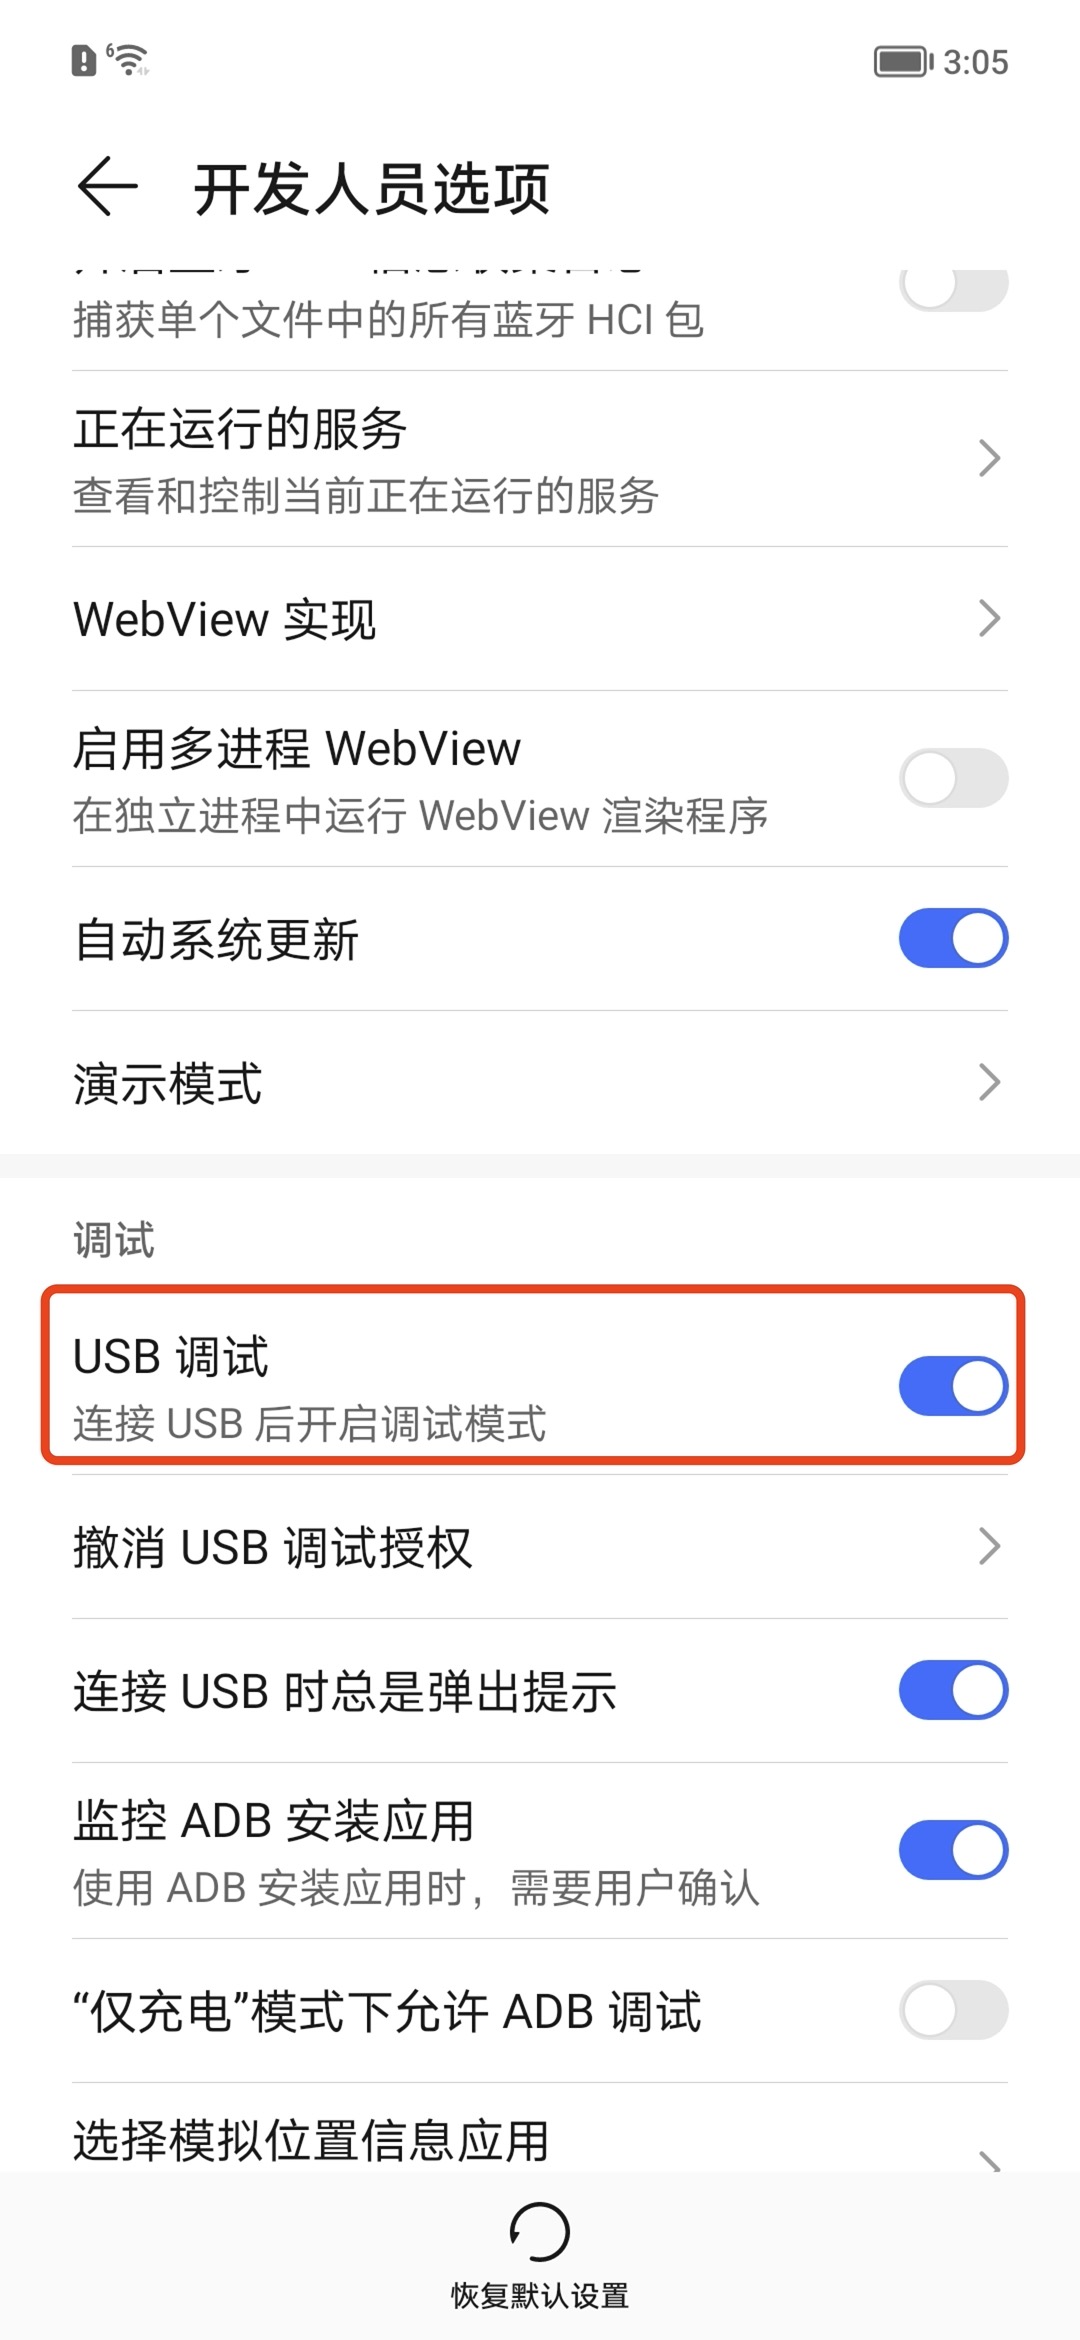 6
3:05
开发人员选项
捕获单个文件中的所有蓝牙 HCI 包
正在运行的服务
查看和控制当前正在运行的服务
WebView 实现
启用多进程 WebView
在独立进程中运行 WebView 渲染程序
自动系统更新
演示模式
调试
USB 调试
连接 USB 后开启调试模式
撤消 USB 调试授权
连接 USB 时总是弹出提示
监控 ADB 安装应用
使用 ADB 安装应用时，需要用户确认
“仅充电”模式下允许 ADB 调试
选择模拟位置信息应用
恢复默认设置